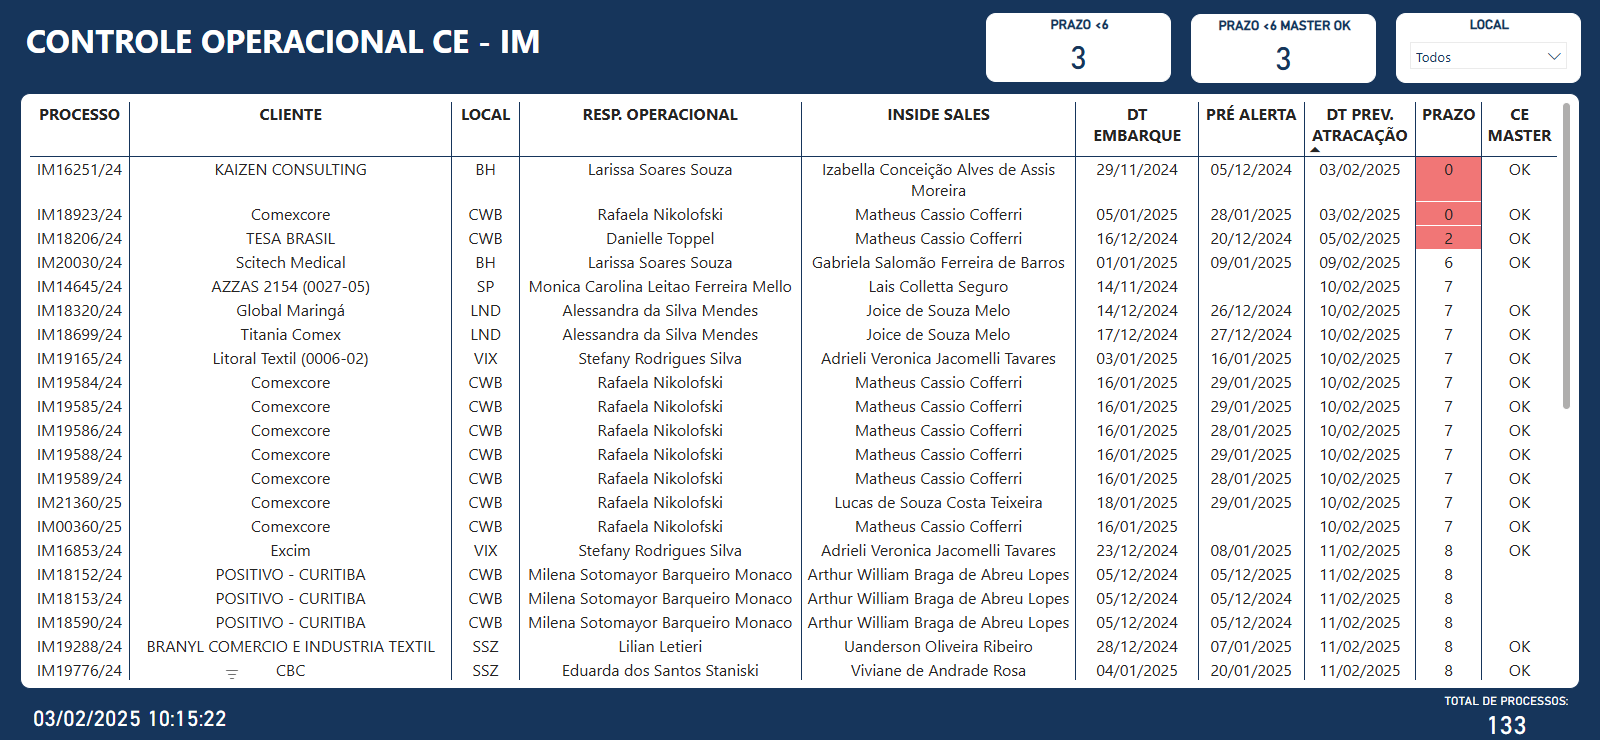 CONTROLE OPERACIONAL CE - IM
PRAZO <6
3
PRAZO <6 MASTER OK
3
LOCAL
Todos
PROCESSO CLIENTE LOCAL RESP. OPERACIONAL INSIDE SALES DT EMBARQUE PRÉ ALERTA DT PREV. ATRACAÇÃO PRAZO CE MASTER
IM16251/24 KAIZEN CONSULTING BH Larissa Soares Souza Izabella Conceição Alves de Assis Moreira 29/11/2024 05/12/2024 03/02/2025 0 OK
IM18923/24 Comexcore CWB Rafaela Nikolofski Matheus Cassio Cofferri 05/01/2025 28/01/2025 03/02/2025 0 OK
IM18206/24 TESA BRASIL CWB Danielle Toppel Matheus Cassio Cofferri 16/12/2024 20/12/2024 05/02/2025 2 OK
IM20030/24 Scitech Medical BH Larissa Soares Souza Gabriela Salomão Ferreira de Barros 01/01/2025 09/01/2025 09/02/2025 6 OK
IM14645/24 AZZAS 2154 (0027-05) SP Monica Carolina Leitao Ferreira Mello Lais Colletta Seguro 14/11/2024 10/02/2025 7
IM18320/24 Global Maringá LND Alessandra da Silva Mendes Joice de Souza Melo 14/12/2024 26/12/2024 10/02/2025 7 OK
IM18699/24 Titania Comex LND Alessandra da Silva Mendes Joice de Souza Melo 17/12/2024 27/12/2024 10/02/2025 7 OK
IM19165/24 Litoral Textil (0006-02) VIX Stefany Rodrigues Silva Adrieli Veronica Jacomelli Tavares 03/01/2025 16/01/2025 10/02/2025 7 OK
IM19584/24 Comexcore CWB Rafaela Nikolofski Matheus Cassio Cofferri 16/01/2025 29/01/2025 10/02/2025 7 OK
IM19585/24 Comexcore CWB Rafaela Nikolofski Matheus Cassio Cofferri 16/01/2025 29/01/2025 10/02/2025 7 OK
IM19586/24 Comexcore CWB Rafaela Nikolofski Matheus Cassio Cofferri 16/01/2025 28/01/2025 10/02/2025 7 OK
IM19588/24 Comexcore CWB Rafaela Nikolofski Matheus Cassio Cofferri 16/01/2025 29/01/2025 10/02/2025 7 OK
IM19589/24 Comexcore CWB Rafaela Nikolofski Matheus Cassio Cofferri 16/01/2025 28/01/2025 10/02/2025 7 OK
IM21360/25 Comexcore CWB Rafaela Nikolofski Lucas de Souza Costa Teixeira 18/01/2025 29/01/2025 10/02/2025 7 OK
IM00360/25 Comexcore CWB Rafaela Nikolofski Matheus Cassio Cofferri 16/01/2025 10/02/2025 7 OK
IM16853/24 Excim VIX Stefany Rodrigues Silva Adrieli Veronica Jacomelli Tavares 23/12/2024 08/01/2025 11/02/2025 8 OK
IM18152/24 POSITIVO - CURITIBA CWB Milena Sotomayor Barqueiro Monaco Arthur William Braga de Abreu Lopes 05/12/2024 05/12/2025 11/02/2025 8
IM18153/24 POSITIVO - CURITIBA CWB Milena Sotomayor Barqueiro Monaco Arthur William Braga de Abreu Lopes 05/12/2024 05/12/2024 11/02/2025 8
IM18590/24 POSITIVO - CURITIBA CWB Milena Sotomayor Barqueiro Monaco Arthur William Braga de Abreu Lopes 05/12/2024 05/12/2024 11/02/2025 8
IM19288/24 BRANYL COMERCIO E INDUSTRIA TEXTIL SSZ Lilian Letieri Uanderson Oliveira Ribeiro 28/12/2024 07/01/2025 11/02/2025 8 OK
IM19776/24 CBC SSZ Eduarda dos Santos Staniski Viviane de Andrade Rosa 04/01/2025 20/01/2025 11/02/2025 8 OK
03/02/2025 10:15:22
TOTAL DE PROCESSOS:
133